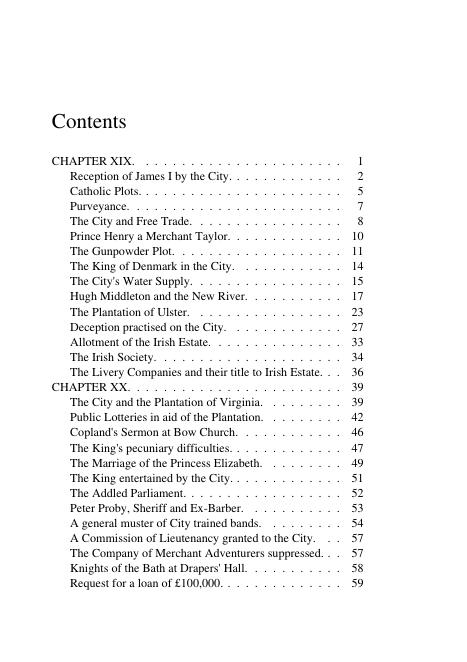 Contents
CHAPTER XIX. . . . . . . . . . . . . . . . . . . . . . . . 1
Reception of James I by the City. . . . . . . . . . . . . 2
Catholic Plots. . . . . . . . . . . . . . . . . . . . . . . 5
Purveyance. . . . . . . . . . . . . . . . . . . . . . . . 7
The City and Free Trade. . . . . . . . . . . . . . . . . . 8
Prince Henry a Merchant Taylor. . . . . . . . . . . . . 10
The Gunpowder Plot. . . . . . . . . . . . . . . . . . . 11
The King of Denmark in the City. . . . . . . . . . . . . 14
The City's Water Supply. . . . . . . . . . . . . . . . . 15
Hugh Middleton and the New River. . . . . . . . . . . 17
The Plantation of Ulster. . . . . . . . . . . . . . . . . . 23
Deception practised on the City. . . . . . . . . . . . . . 27
Allotment of the Irish Estate. . . . . . . . . . . . . . . . 33
The Irish Society. . . . . . . . . . . . . . . . . . . . . . 34
The Livery Companies and their title to Irish Estate. . . 36
CHAPTER XX. . . . . . . . . . . . . . . . . . . . . . . . 39
The City and the Plantation of Virginia. . . . . . . . . . 39
Public Lotteries in aid of the Plantation. . . . . . . . . 42
Copland's Sermon at Bow Church. . . . . . . . . . . . . 46
The King's pecuniary difficulties. . . . . . . . . . . . . 47
The Marriage of the Princess Elizabeth. . . . . . . . . 49
The King entertained by the City. . . . . . . . . . . . . 51
The Addled Parliament. . . . . . . . . . . . . . . . . . 52
Peter Proby, Sheriff and Ex-Barber. . . . . . . . . . . . 53
A general muster of City trained bands. . . . . . . . . 54
A Commission of Lieutenancy granted to the City. . . . 57
The Company of Merchant Adventurers suppressed. . . 57
Knights of the Bath at Drapers' Hall. . . . . . . . . . . 58
Request for a loan of £100,000. . . . . . . . . . . . . . 59